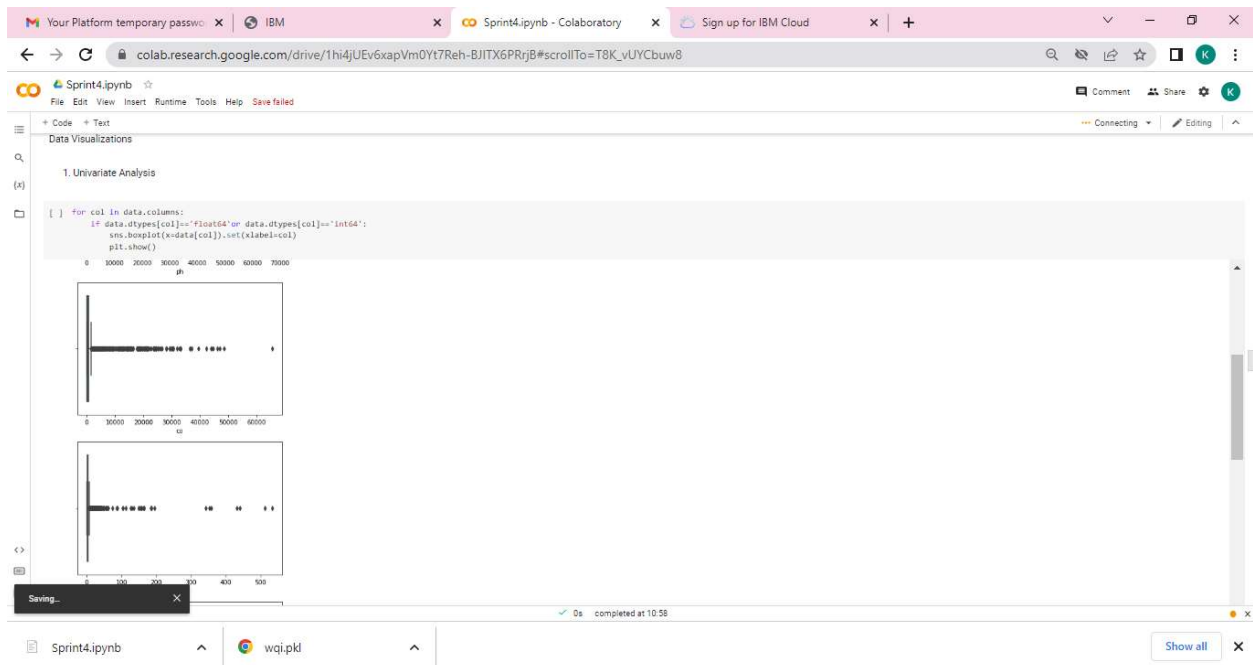 Your Platform temporary passwo
IBM
Sprint4.ipynb - Colaboratory
Sign up for IBM Cloud
colab.research.google.com/drive/1hi4jUEv6xapVm0Yt7Reh-BJITX6PRrjB#scrollTo=T8K_vUYCbuw8
K
Sprint4.ipynb
File Edit View Insert Runtime Tools Help Save failed
Comment Share K
+ Code + Text
Connecting Editing
Data Visualizations
1. Univariate Analysis
{x}
[ ] for col in data.columns:
if data.dtypes[col]=='float64'or data.dtypes[col]=='int64':
sns.boxplot(x=data[col]).set(xlabel=col)
plt.show()
0 10000 20000 30000 40000 50000 60000 70000
ph
0 10000 20000 30000 40000 50000 60000
co
0 100 200 300 400 500
Saving...
0s completed at 10:58
Sprint4.ipynb
wqi.pkl
Show all